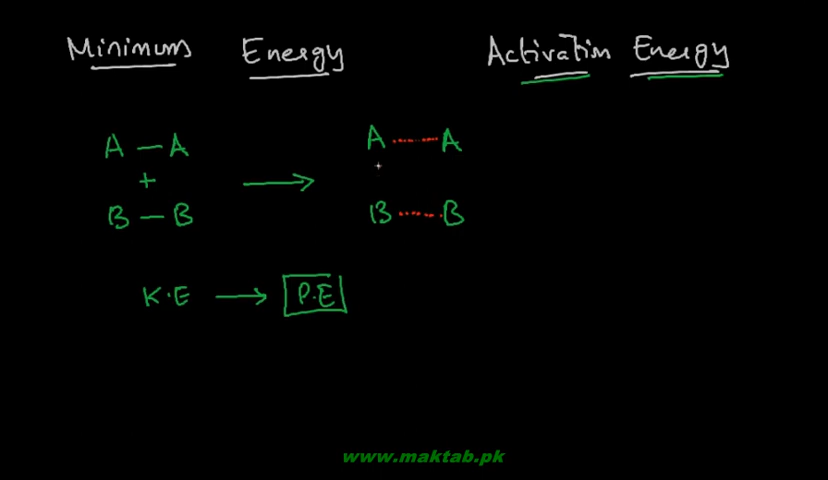 Minimum Energy Activation Energy
A — A A ...... A
+
B — B → B ...... B
K.E → P.E
www.maktab.pk